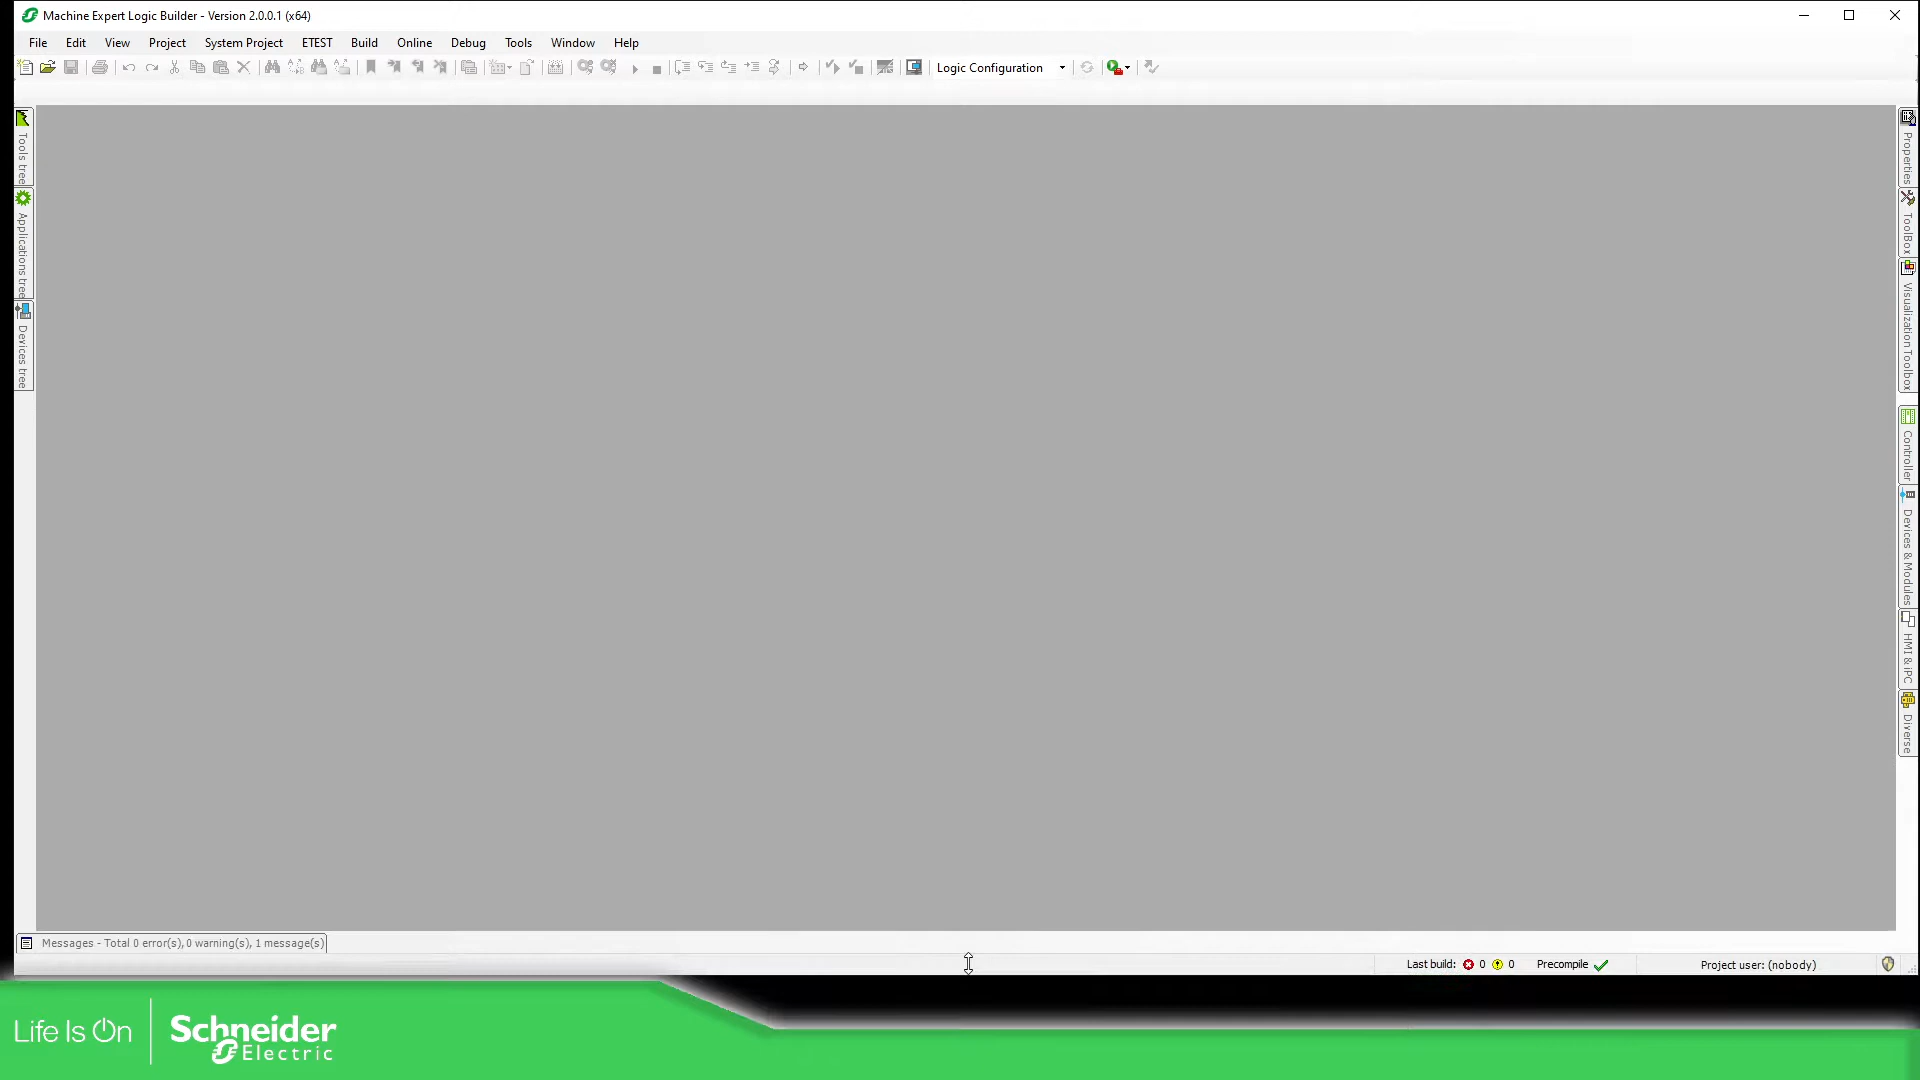 Machine Expert Logic Builder - Version 2.0.0.1 (x64)
File Edit View Project System Project ETEST Build Online Debug Tools Window Help
Logic Configuration
Tools tree
Applications tree
Devices tree
Properties
ToolBox
Visualization Toolbox
Controller
Devices & Modules
HMI & iPC
Diverse
Messages - Total 0 error(s), 0 warning(s), 1 message(s)
Last build: 0 0 Precompile Project user: (nobody)
Life Is On
Schneider
Electric